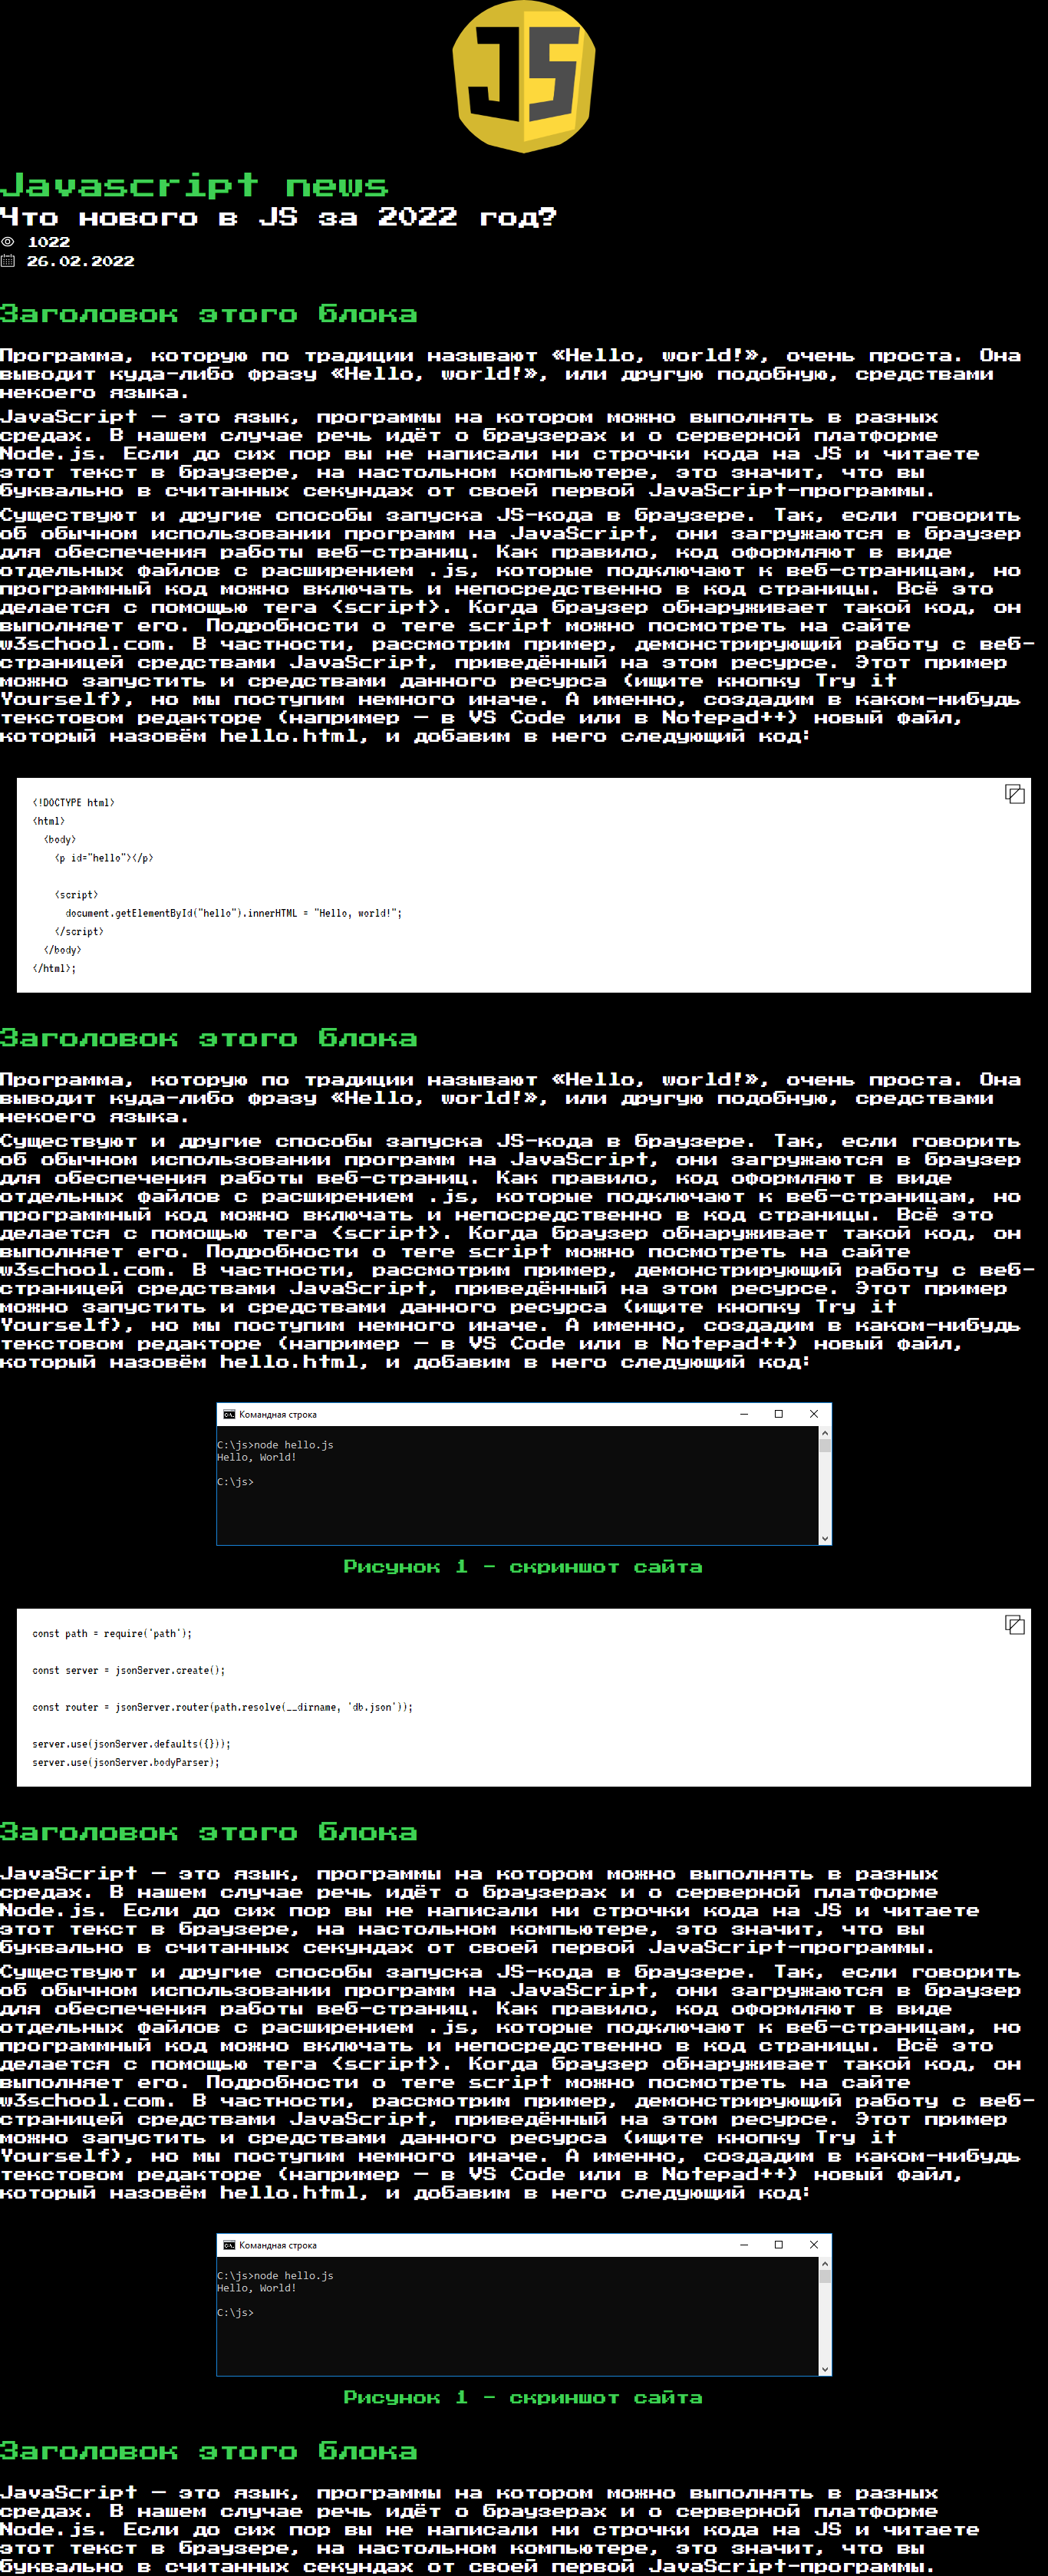 JS
Javascript news
Что нового в JS за 2022 год?
1022
26.02.2022
Заголовок этого блока
Программа, которую по традиции называют «Hello, world!», очень проста. Она
выводит куда-либо фразу «Hello, world!», или другую подобную, средствами
некоего языка.
JavaScript — это язык, программы на котором можно выполнять в разных
средах. В нашем случае речь идёт о браузерах и о серверной платформе
Node.js. Если до сих пор вы не написали ни строчки кода на JS и читаете
этот текст в браузере, на настольном компьютере, это значит, что вы
буквально в считанных секундах от своей первой JavaScript-программы.
Существуют и другие способы запуска JS-кода в браузере. Так, если говорить
об обычном использовании программ на JavaScript, они загружаются в браузер
для обеспечения работы веб-страниц. Как правило, код оформляют в виде
отдельных файлов с расширением .js, которые подключают к веб-страницам, но
программный код можно включать и непосредственно в код страницы. Всё это
делается с помощью тега <script>. Когда браузер обнаруживает такой код, он
выполняет его. Подробности о теге script можно посмотреть на сайте
w3school.com. В частности, рассмотрим пример, демонстрирующий работу с веб-
страницей средствами JavaScript, приведённый на этом ресурсе. Этот пример
можно запустить и средствами данного ресурса (ищите кнопку Try it
Yourself), но мы поступим немного иначе. А именно, создадим в каком-нибудь
текстовом редакторе (например — в VS Code или в Notepad++) новый файл,
который назовём hello.html, и добавим в него следующий код:
<!DOCTYPE html>
<html>
<body>
<p id="hello"></p>
<script>
document.getElementById("hello").innerHTML = "Hello, world!";
</script>
</body>
</html>;
Заголовок этого блока
Программа, которую по традиции называют «Hello, world!», очень проста. Она
выводит куда-либо фразу «Hello, world!», или другую подобную, средствами
некоего языка.
Существуют и другие способы запуска JS-кода в браузере. Так, если говорить
об обычном использовании программ на JavaScript, они загружаются в браузер
для обеспечения работы веб-страниц. Как правило, код оформляют в виде
отдельных файлов с расширением .js, которые подключают к веб-страницам, но
программный код можно включать и непосредственно в код страницы. Всё это
делается с помощью тега <script>. Когда браузер обнаруживает такой код, он
выполняет его. Подробности о теге script можно посмотреть на сайте
w3school.com. В частности, рассмотрим пример, демонстрирующий работу с веб-
страницей средствами JavaScript, приведённый на этом ресурсе. Этот пример
можно запустить и средствами данного ресурса (ищите кнопку Try it
Yourself), но мы поступим немного иначе. А именно, создадим в каком-нибудь
текстовом редакторе (например — в VS Code или в Notepad++) новый файл,
который назовём hello.html, и добавим в него следующий код:
Командная строка
C:\js>node hello.js
Hello, World!
C:\js>
Рисунок 1 - скриншот сайта
const path = require('path');
const server = jsonServer.create();
const router = jsonServer.router(path.resolve(__dirname, 'db.json'));
server.use(jsonServer.defaults({}));
server.use(jsonServer.bodyParser);
Заголовок этого блока
JavaScript — это язык, программы на котором можно выполнять в разных
средах. В нашем случае речь идёт о браузерах и о серверной платформе
Node.js. Если до сих пор вы не написали ни строчки кода на JS и читаете
этот текст в браузере, на настольном компьютере, это значит, что вы
буквально в считанных секундах от своей первой JavaScript-программы.
Существуют и другие способы запуска JS-кода в браузере. Так, если говорить
об обычном использовании программ на JavaScript, они загружаются в браузер
для обеспечения работы веб-страниц. Как правило, код оформляют в виде
отдельных файлов с расширением .js, которые подключают к веб-страницам, но
программный код можно включать и непосредственно в код страницы. Всё это
делается с помощью тега <script>. Когда браузер обнаруживает такой код, он
выполняет его. Подробности о теге script можно посмотреть на сайте
w3school.com. В частности, рассмотрим пример, демонстрирующий работу с веб-
страницей средствами JavaScript, приведённый на этом ресурсе. Этот пример
можно запустить и средствами данного ресурса (ищите кнопку Try it
Yourself), но мы поступим немного иначе. А именно, создадим в каком-нибудь
текстовом редакторе (например — в VS Code или в Notepad++) новый файл,
который назовём hello.html, и добавим в него следующий код:
Командная строка
C:\js>node hello.js
Hello, World!
C:\js>
Рисунок 1 - скриншот сайта
Заголовок этого блока
JavaScript — это язык, программы на котором можно выполнять в разных
средах. В нашем случае речь идёт о браузерах и о серверной платформе
Node.js. Если до сих пор вы не написали ни строчки кода на JS и читаете
этот текст в браузере, на настольном компьютере, это значит, что вы
буквально в считанных секундах от своей первой JavaScript-программы.